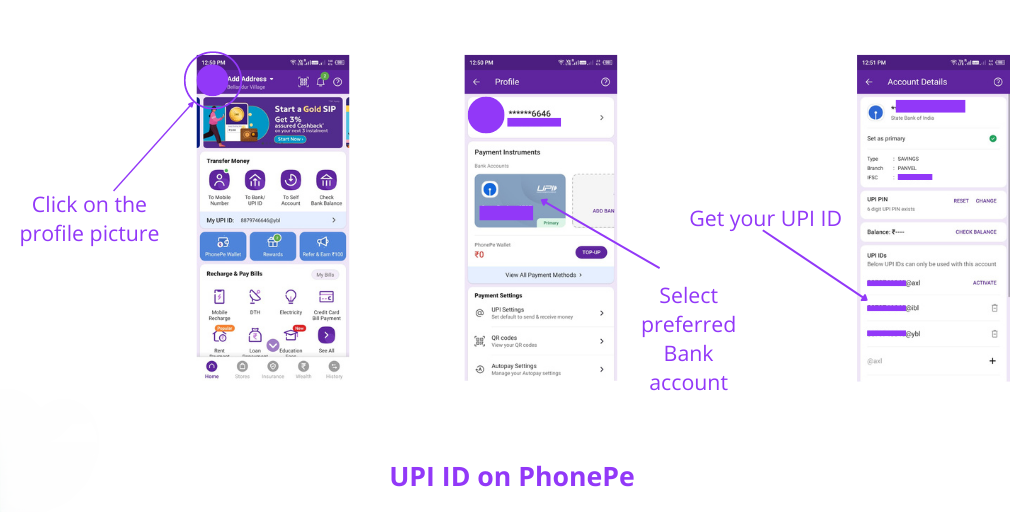 12:50 PM
Add Address
Bellandur Village
Start a Gold SIP
Get 3%
assured Cashback*
on your next 3 instalment
Start Now ›
Transfer Money
To Mobile
Number
To Bank/
UPI ID
To Self
Account
Check
Bank Balance
My UPI ID: 8879746646@ybl
PhonePe Wallet
Rewards
Refer & Earn ₹100
Recharge & Pay Bills
My Bills
Mobile
Recharge
DTH
Electricity
Credit Card
Bill Payment
Popular
New
Rent
Loan
Education
See All
Home
Stores
Insurance
Wealth
History
Click on the
profile picture
12:50 PM
Profile
******6646
Payment Instruments
Bank Accounts
UPI
Primary
ADD BAN
PhonePe Wallet
₹0
TOP-UP
View All Payment Methods ›
Payment Settings
UPI Settings
Set default to send & receive money
QR codes
View your QR codes
Autopay Settings
Manage your Autopay settings
Select
preferred
Bank
account
12:51 PM
Account Details
State Bank of India
Set as primary
Type : SAVINGS
Branch : PANVEL
IFSC :
UPI PIN
6 digit UPI PIN exists
RESET CHANGE
Balance: ₹----
CHECK BALANCE
UPI IDs
Below UPI IDs can only be used with this account
@axl
ACTIVATE
@ibl
@ybl
@axl
Get your UPI ID
UPI ID on PhonePe